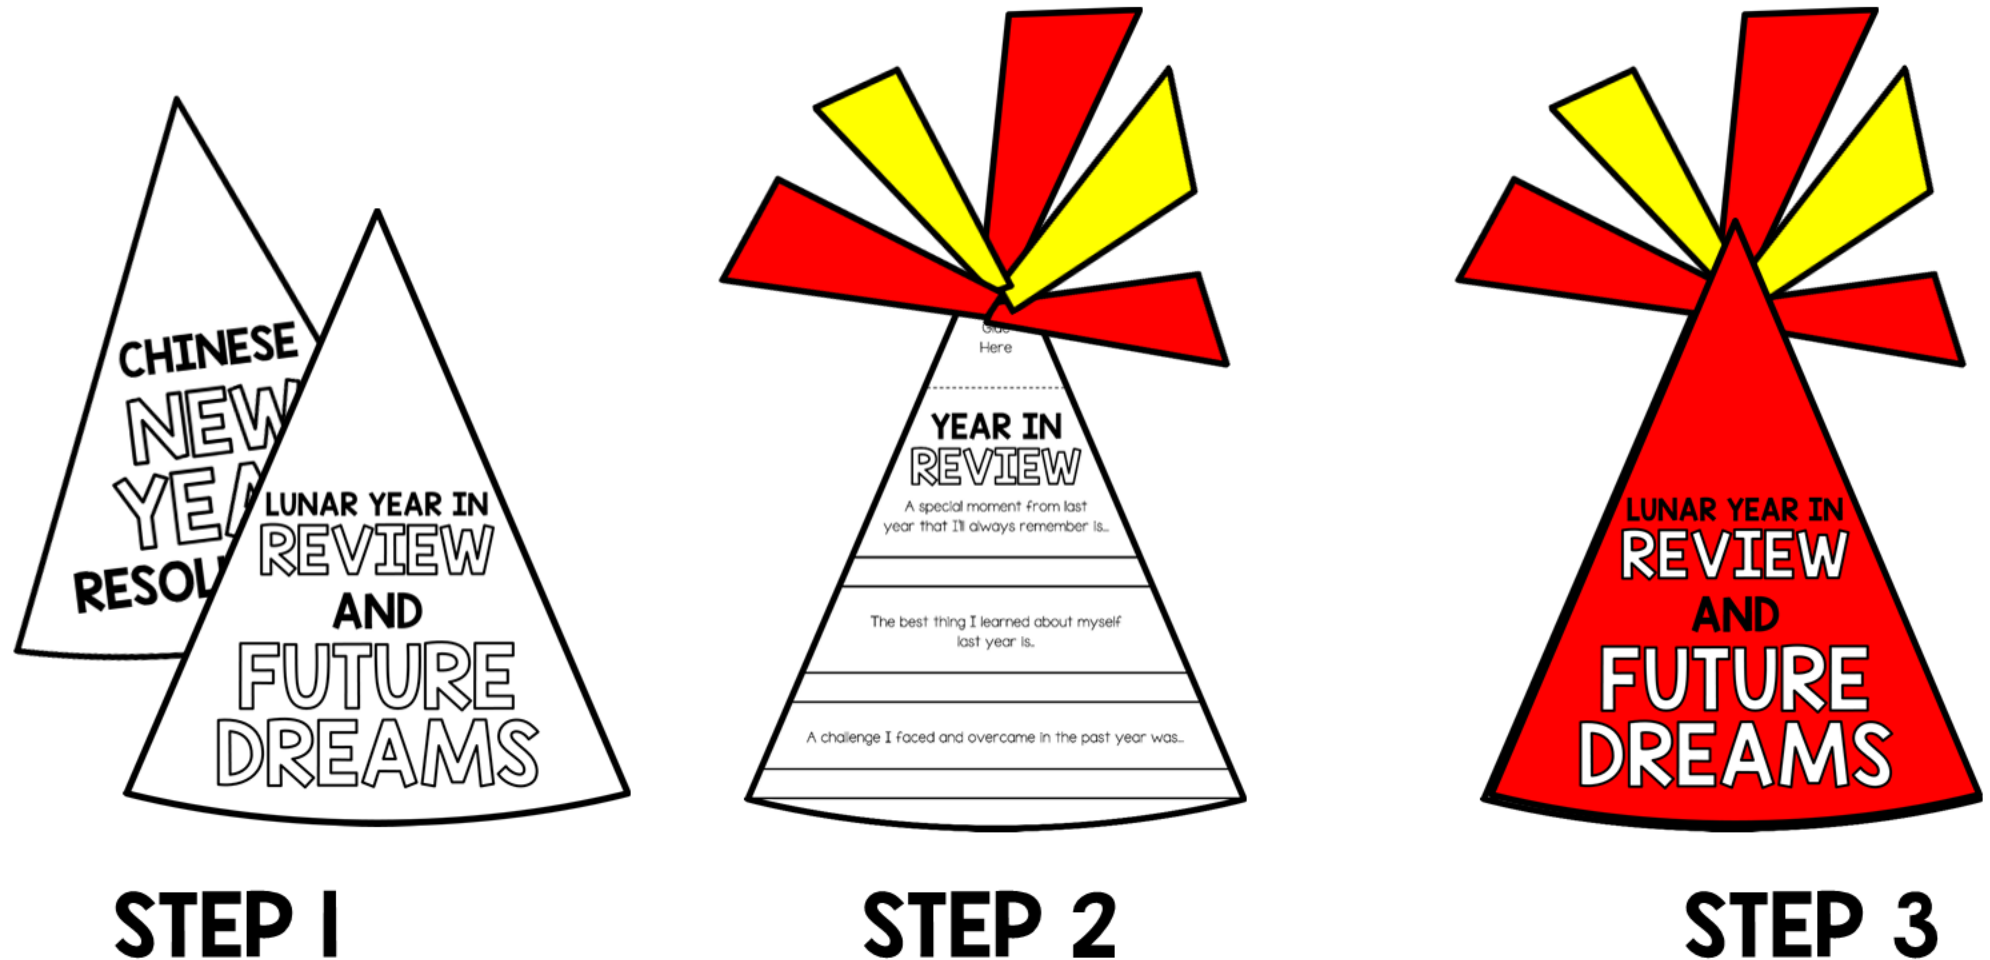 CHINESE
NEW
YEA
RESOL
LUNAR YEAR IN
REVIEW
AND
FUTURE
DREAMS
STEP 1
Glue
Here
YEAR IN
REVIEW
A special moment from last
year that I'll always remember is...
The best thing I learned about myself
last year is..
A challenge I faced and overcame in the past year was...
STEP 2
LUNAR YEAR IN
REVIEW
AND
FUTURE
DREAMS
STEP 3